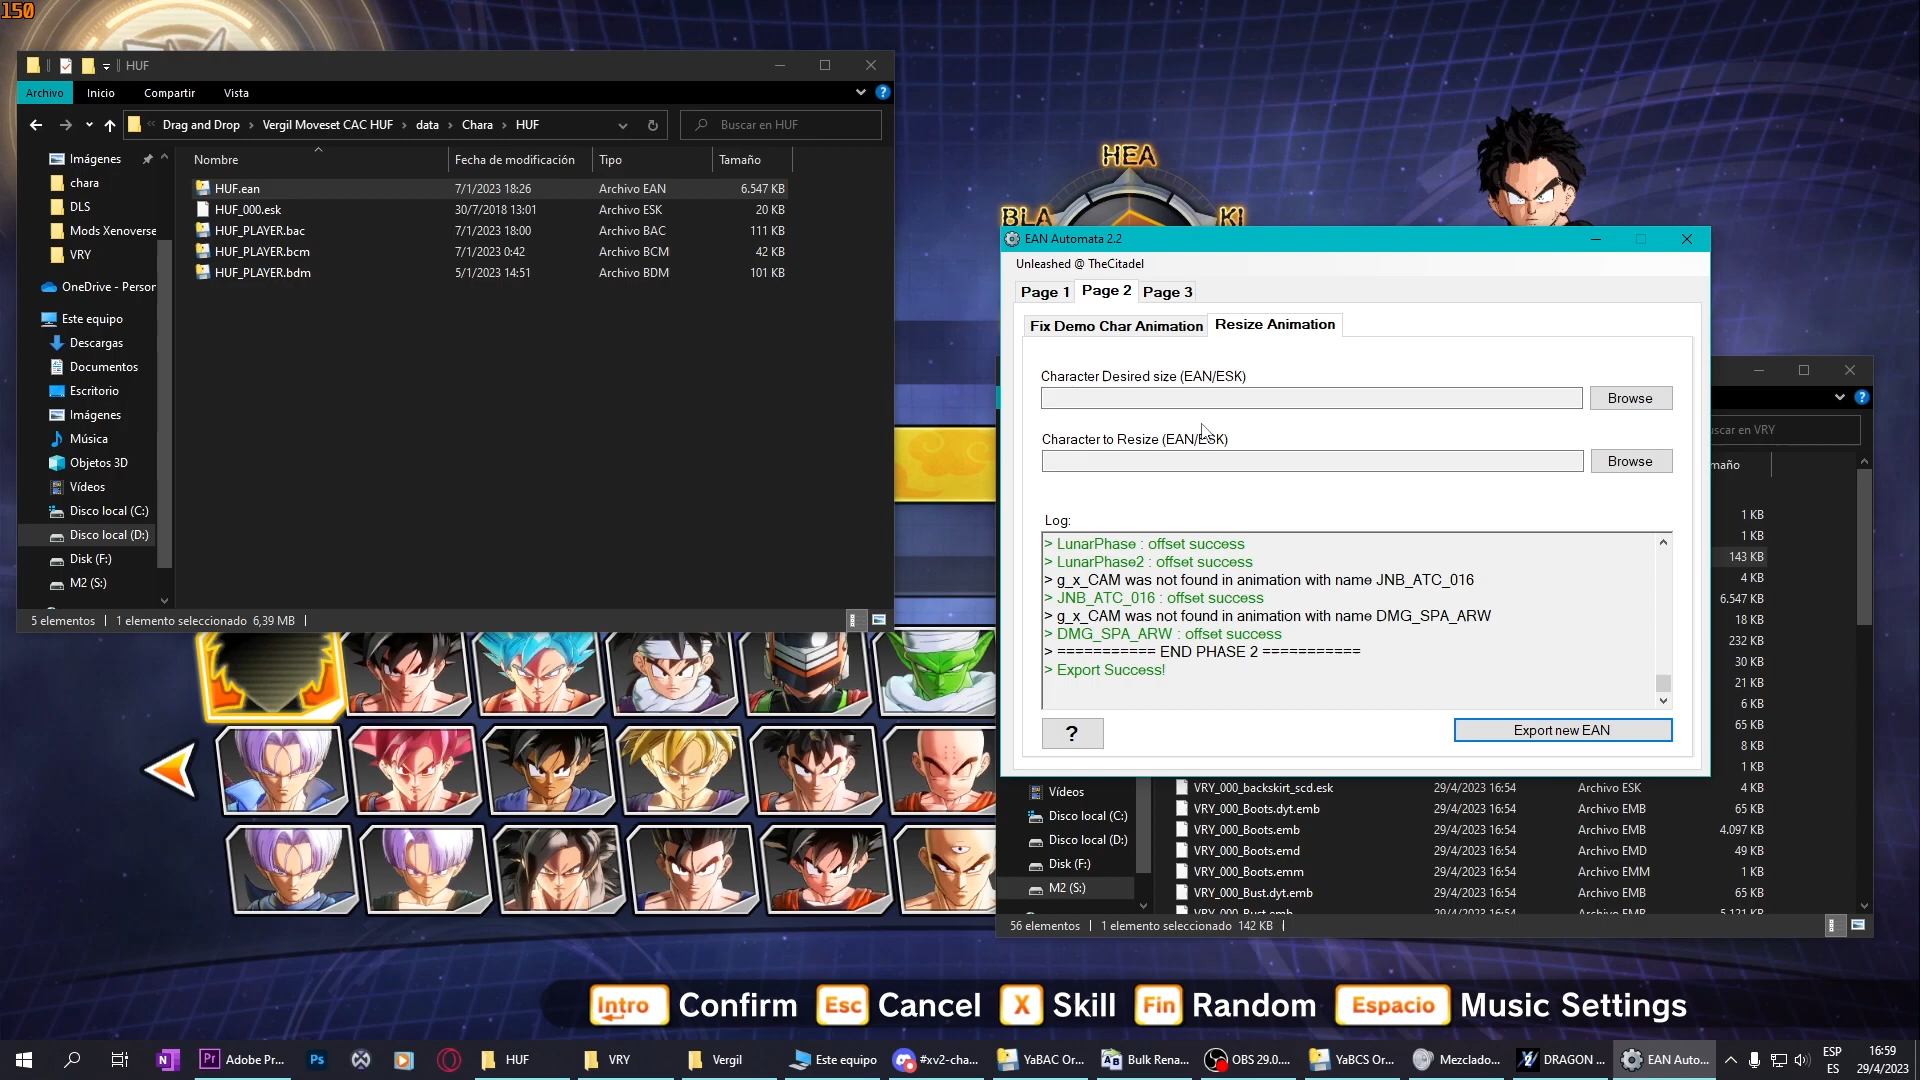 150
HUF
Archivo
Inicio
Compartir
Vista
Drag and Drop > Vergil Moveset CAC HUF > data > Chara > HUF
Buscar en HUF
Nombre
Fecha de modificación
Tipo
Tamaño
Imágenes
chara
DLS
Mods Xenoverse
VRY
OneDrive - Person
Este equipo
Descargas
Documentos
Escritorio
Imágenes
Música
Objetos 3D
Vídeos
Disco local (C:)
Disco local (D:)
Disk (F:)
M2 (S:)
HUF.ean 7/1/2023 18:26 Archivo EAN 6.547 KB
HUF_000.esk 30/7/2018 13:01 Archivo ESK 20 KB
HUF_PLAYER.bac 7/1/2023 18:00 Archivo BAC 111 KB
HUF_PLAYER.bcm 7/1/2023 0:42 Archivo BCM 42 KB
HUF_PLAYER.bdm 5/1/2023 14:51 Archivo BDM 101 KB
5 elementos
1 elemento seleccionado 6,39 MB
HEA
BLA
KI
EAN Automata 2.2
Unleashed @ TheCitadel
Page 1
Page 2
Page 3
Fix Demo Char Animation
Resize Animation
Character Desired size (EAN/ESK)
Browse
Character to Resize (EAN/ESK)
Browse
Log:
> LunarPhase : offset success
> LunarPhase2 : offset success
> g_x_CAM was not found in animation with name JNB_ATC_016
> JNB_ATC_016 : offset success
> g_x_CAM was not found in animation with name DMG_SPA_ARW
> DMG_SPA_ARW : offset success
> =========== END PHASE 2 ===========
> Export Success!
?
Export new EAN
uscar en VRY
maño
1 KB
1 KB
143 KB
4 KB
6.547 KB
18 KB
232 KB
30 KB
21 KB
6 KB
65 KB
8 KB
1 KB
Vídeos
Disco local (C:)
Disco local (D:)
Disk (F:)
M2 (S:)
VRY_000_backskirt_scd.esk 29/4/2023 16:54 Archivo ESK 4 KB
VRY_000_Boots.dyt.emb 29/4/2023 16:54 Archivo EMB 65 KB
VRY_000_Boots.emb 29/4/2023 16:54 Archivo EMB 4.097 KB
VRY_000_Boots.emd 29/4/2023 16:54 Archivo EMD 49 KB
VRY_000_Boots.emm 29/4/2023 16:54 Archivo EMM 1 KB
VRY_000_Bust.dyt.emb 29/4/2023 16:54 Archivo EMB 65 KB
VRY_000_Bust.emb 29/4/2023 16:54 Archivo EMB 5.121 KB
56 elementos
1 elemento seleccionado 142 KB
Intro Confirm Esc Cancel X Skill Fin Random Espacio Music Settings
Adobe Pr...
HUF
VRY
Vergil
Este equipo
#xv2-cha...
YaBAC Or...
Bulk Rena...
OBS 29.0....
YaBCS Or...
Mezclado...
DRAGON ...
EAN Auto...
ESP
ES
16:59
29/4/2023